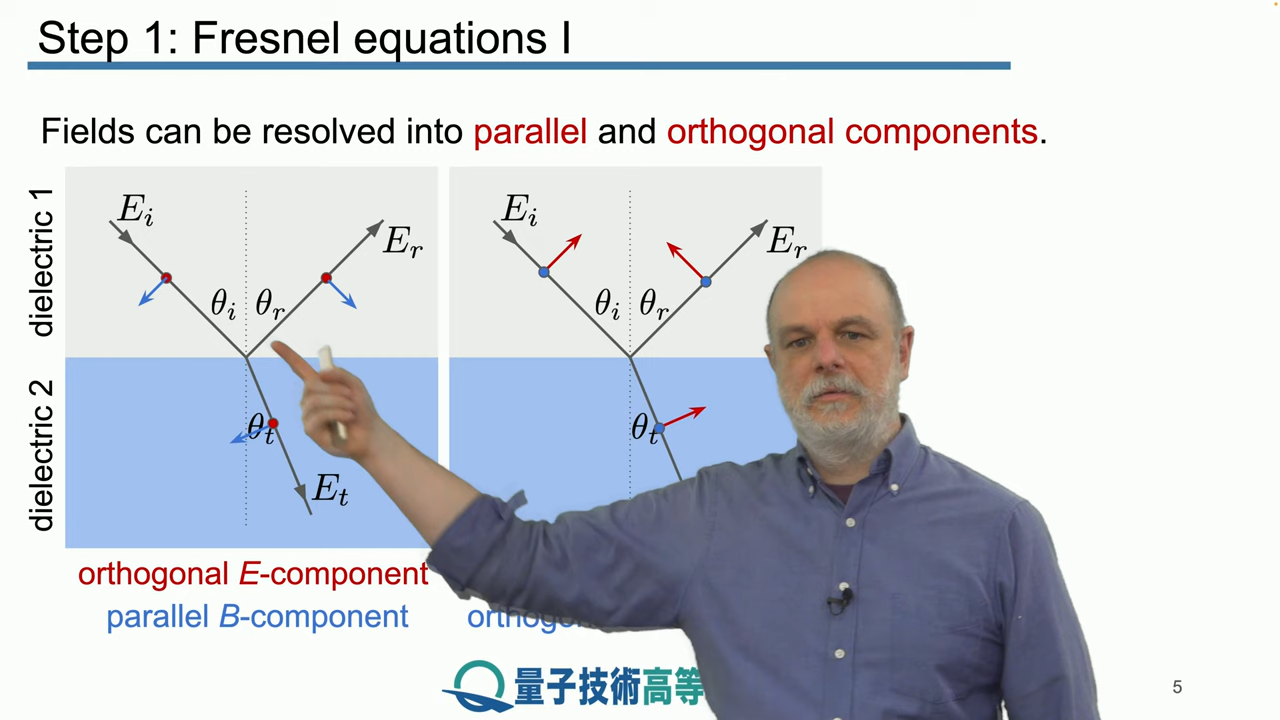 Step 1: Fresnel equations I
Fields can be resolved into parallel and orthogonal components.
dielectric 1
dielectric 2
E_i
E_r
θ_i θ_r
θ_t
E_t
E_i
E_r
θ_i θ_r
θ_t
orthogonal E-component
parallel B-component
量子技術高等
5